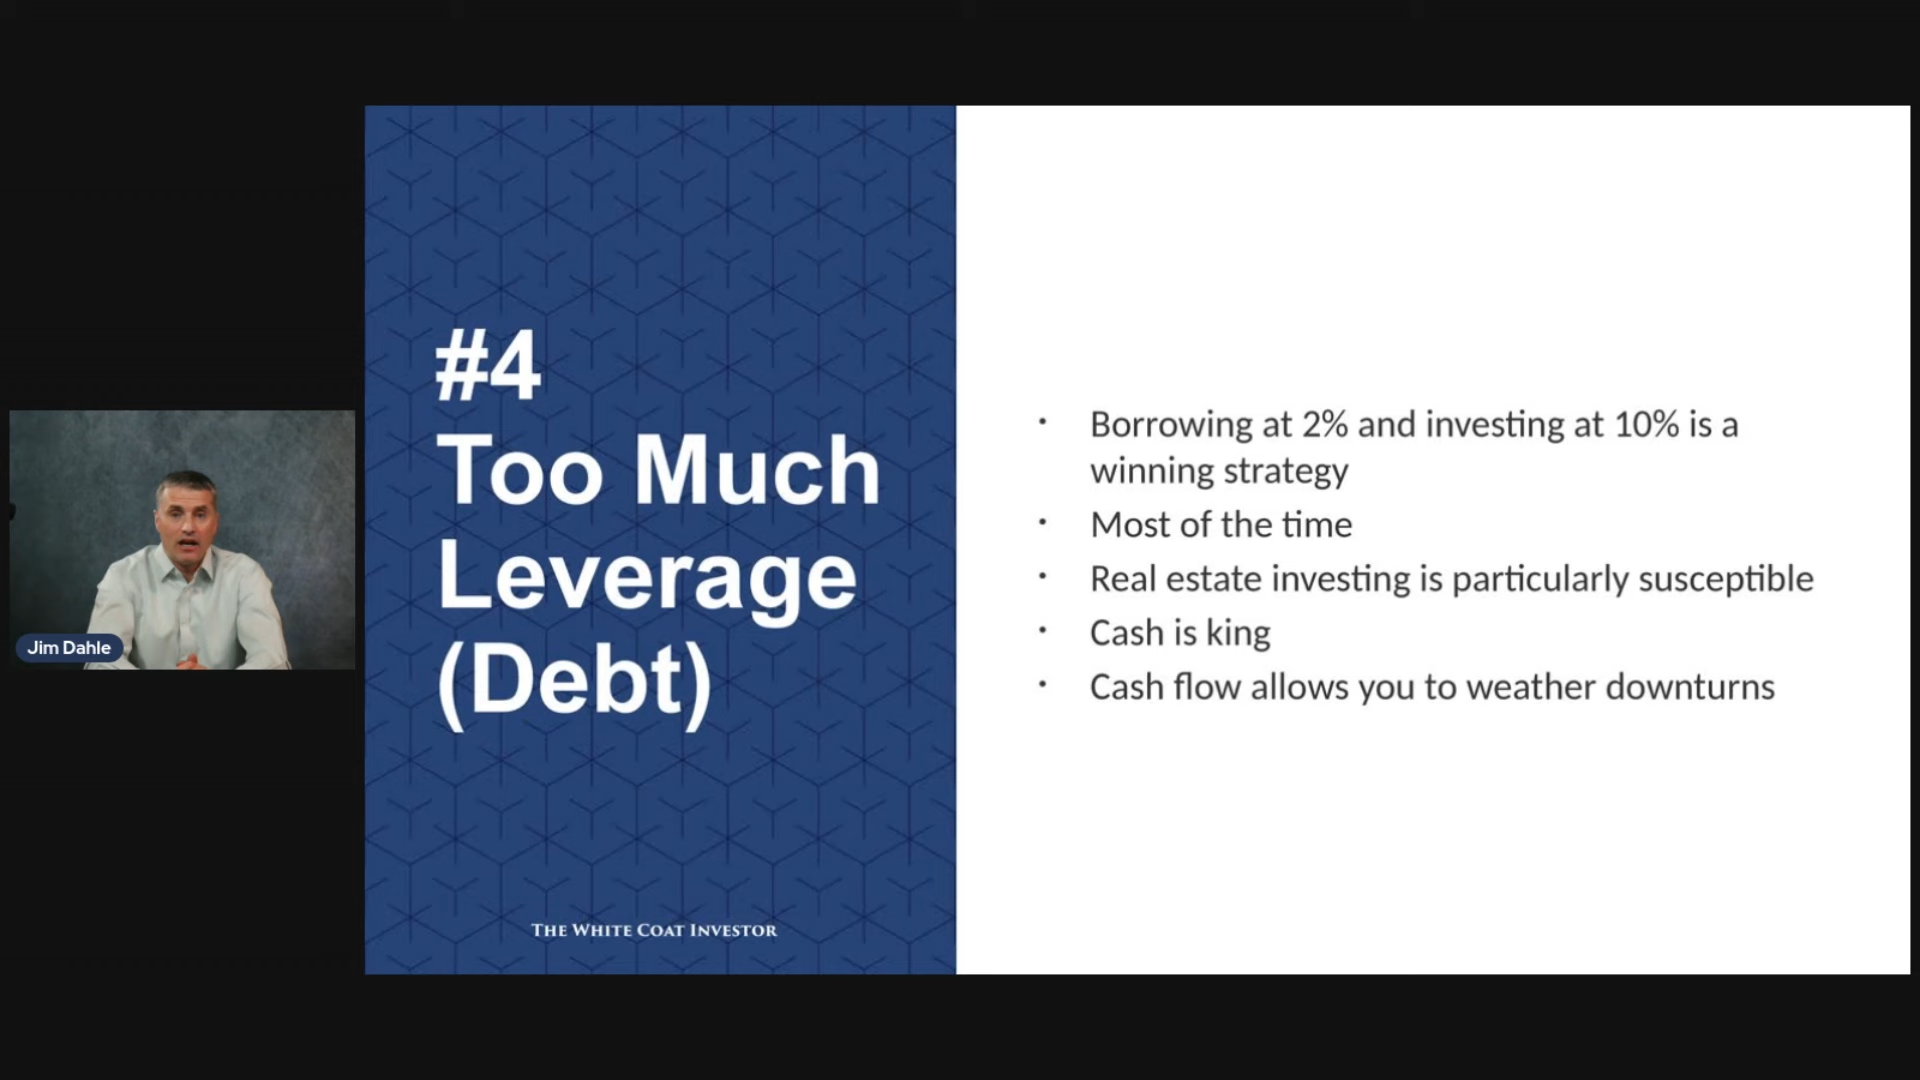 #4
Too Much
Leverage
(Debt)
THE WHITE COAT INVESTOR
• Borrowing at 2% and investing at 10% is a
winning strategy
• Most of the time
• Real estate investing is particularly susceptible
• Cash is king
• Cash flow allows you to weather downturns
Jim Dahle